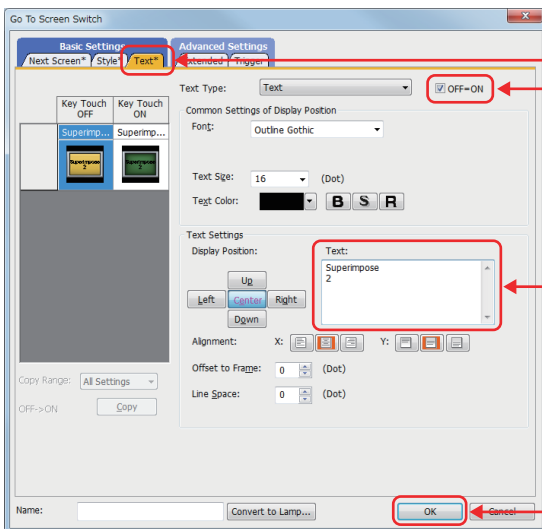 Go To Screen Switch
Basic Settings
Advanced Settings
Next Screen*
Style*
Text*
Extended
Trigger
Text Type:
Text
OFF=ON
Key Touch OFF
Key Touch ON
Superimp...
Superimp...
Superimpose
2
Superimpose
2
Common Settings of Display Position
Font:
Outline Gothic
Text Size:
16
(Dot)
Text Color:
B S R
Text Settings
Display Position:
Text:
Up
Left
Center
Right
Down
Superimpose
2
Alignment:
X:
Y:
Offset to Frame:
0
(Dot)
Line Space:
0
(Dot)
Copy Range:
All Settings
OFF->ON
Copy
Name:
Convert to Lamp...
OK
Cancel